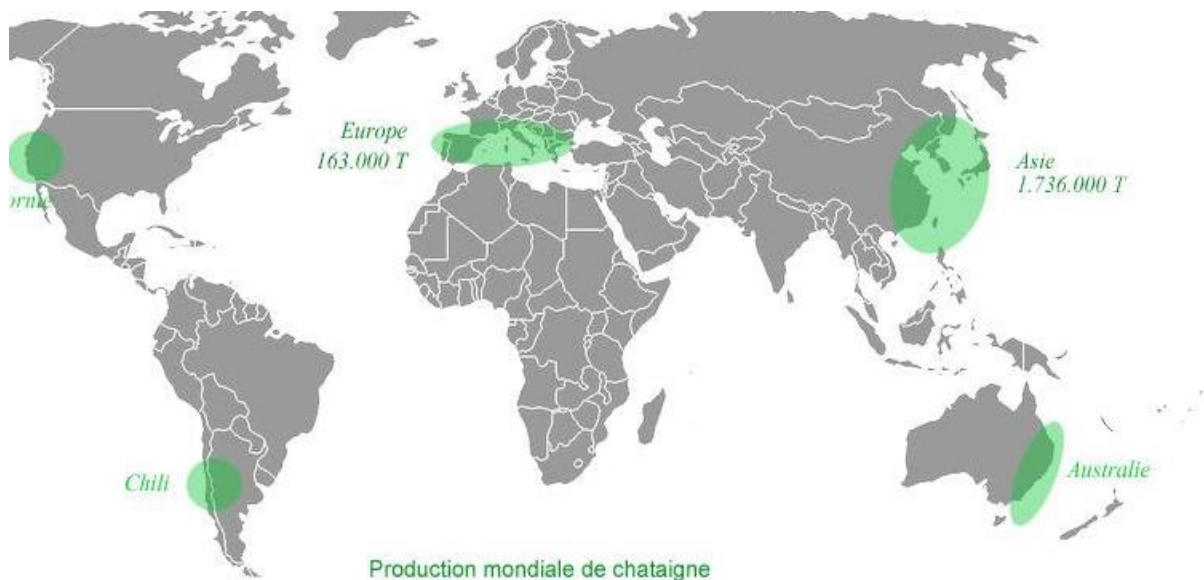 Europe
163.000 T
Asie
1.736.000 T
Chili
Australie
Production mondiale de chataigne